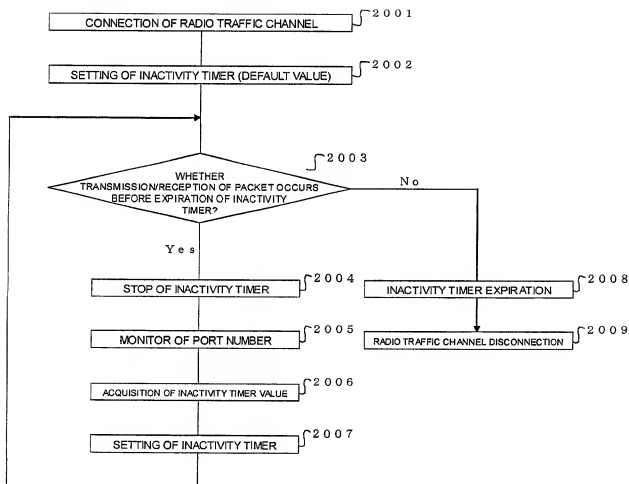 CONNECTION OF RADIO TRAFFIC CHANNEL
2001
SETTING OF INACTIVITY TIMER (DEFAULT VALUE)
2002
2003
WHETHER
TRANSMISSION/RECEPTION OF PACKET OCCURS
BEFORE EXPIRATION OF INACTIVITY
TIMER?
No
Yes
STOP OF INACTIVITY TIMER
2004
INACTIVITY TIMER EXPIRATION
2008
MONITOR OF PORT NUMBER
2005
RADIO TRAFFIC CHANNEL DISCONNECTION
2009
ACQUISITION OF INACTIVITY TIMER VALUE
2006
SETTING OF INACTIVITY TIMER
2007